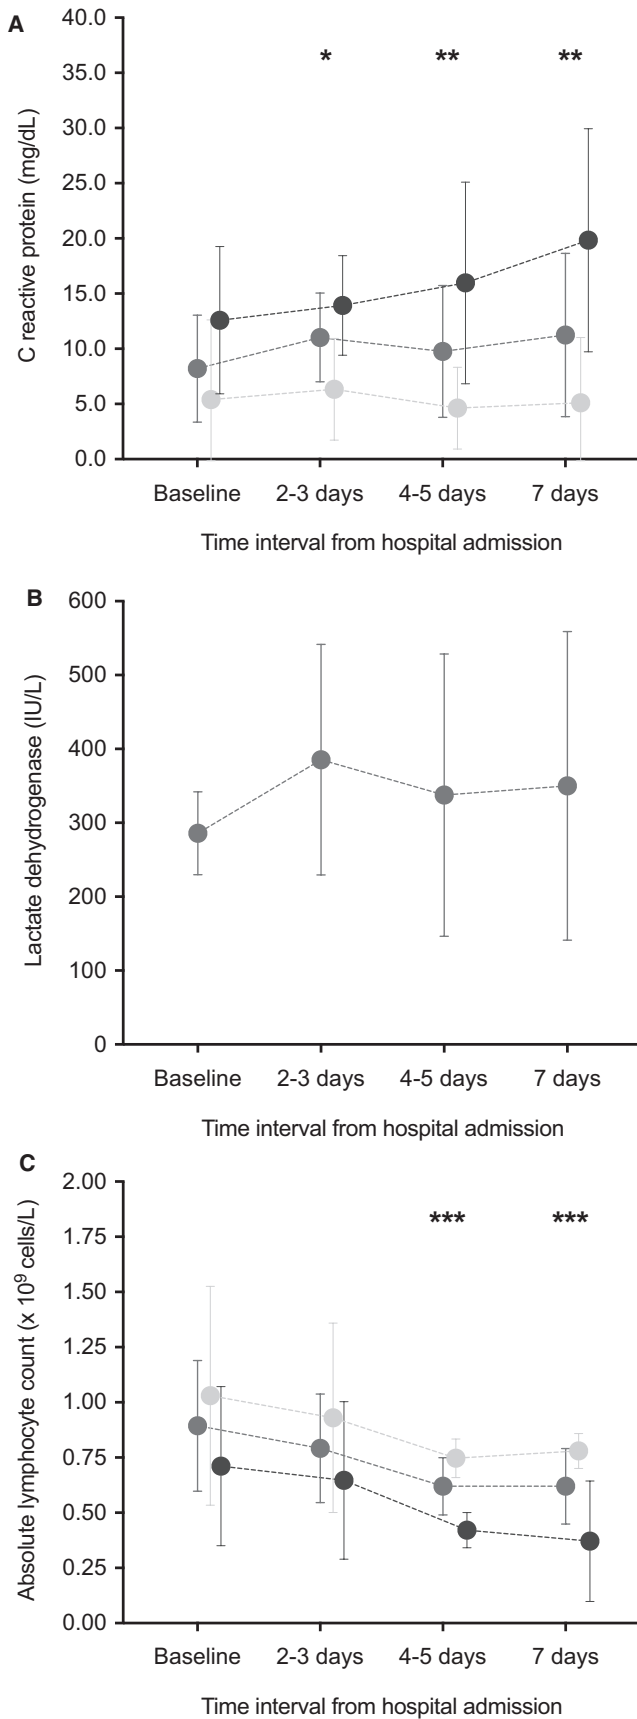 A
C reactive protein (mg/dL)
40.0
35.0
30.0
25.0
20.0
15.0
10.0
5.0
0.0
* ** **
Baseline 2-3 days 4-5 days 7 days
Time interval from hospital admission
B
Lactate dehydrogenase (IU/L)
600
500
400
300
200
100
0
Baseline 2-3 days 4-5 days 7 days
Time interval from hospital admission
C
Absolute lymphocyte count (x 10⁹ cells/L)
2.00
1.75
1.50
1.25
1.00
0.75
0.50
0.25
0.00
*** ***
Baseline 2-3 days 4-5 days 7 days
Time interval from hospital admission